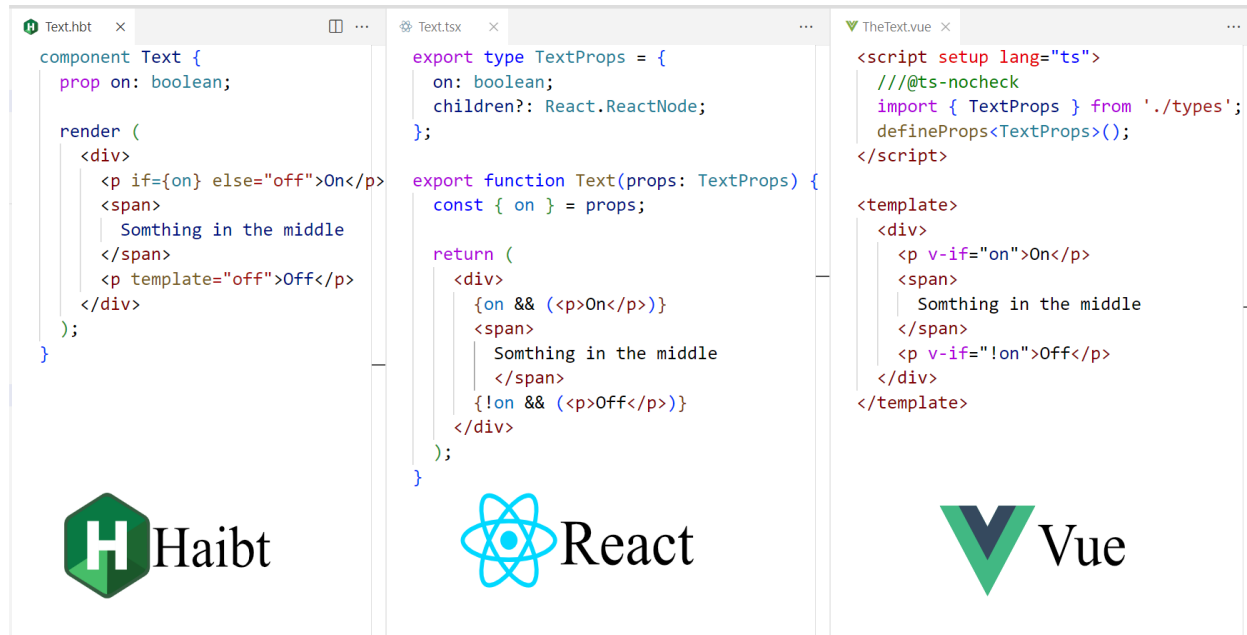 Text.hbt
component Text {
prop on: boolean;
render (
<div>
<p if={on} else="off">On</p>
<span>
Somthing in the middle
</span>
<p template="off">Off</p>
</div>
);
}
H Haibt
Text.tsx
export type TextProps = {
on: boolean;
children?: React.ReactNode;
};
export function Text(props: TextProps) {
const { on } = props;
return (
<div>
{on && (<p>On</p>)}
<span>
Somthing in the middle
</span>
{!on && (<p>Off</p>)}
</div>
);
}
React
TheText.vue
<script setup lang="ts">
///@ts-nocheck
import { TextProps } from './types';
defineProps<TextProps>();
</script>
<template>
<div>
<p v-if="on">On</p>
<span>
Somthing in the middle
</span>
<p v-if="!on">Off</p>
</div>
</template>
Vue